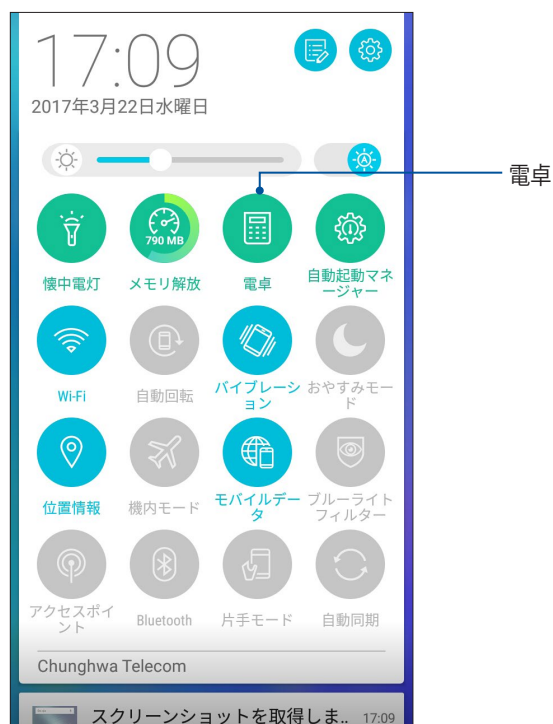 17:09
2017年3月22日水曜日
A
電卓
790 MB
懐中電灯
メモリ解放
電卓
自動起動マネ
ージャー
Wi-Fi
自動回転
バイブレーシ
ョン
おやすみモー
ド
位置情報
機内モード
モバイルデー
タ
ブルーライト
フィルター
アクセスポイ
ント
Bluetooth
片手モード
自動同期
Chunghwa Telecom
スクリーンショットを取得しま..
17:09